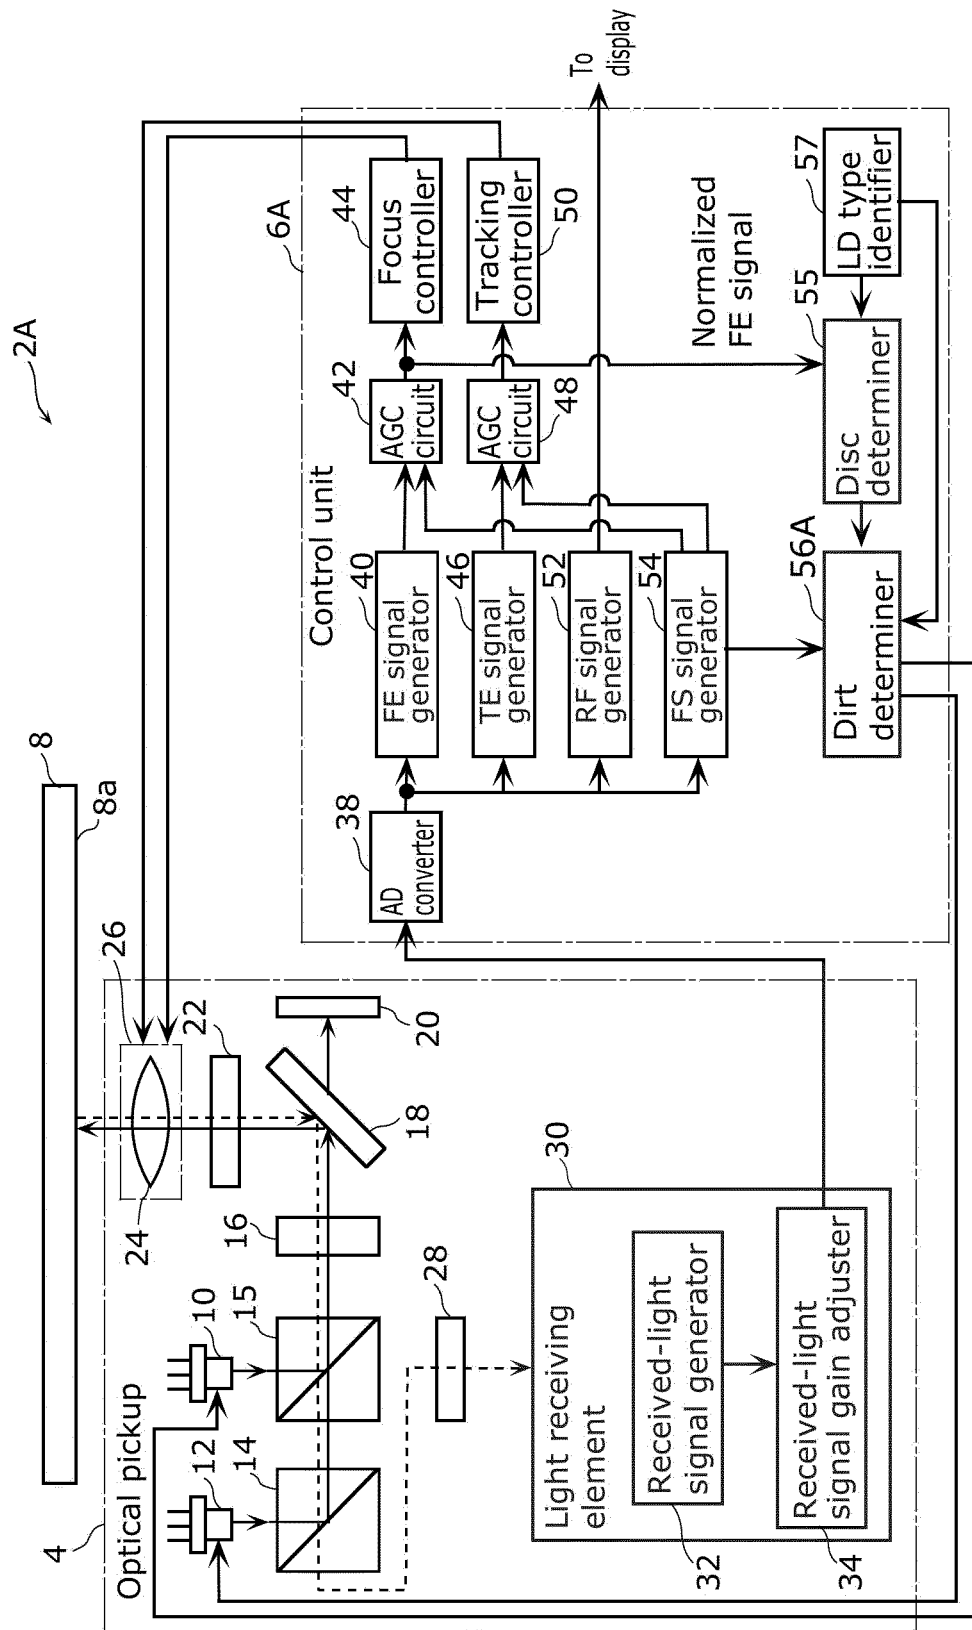 2A
8
8a
4
Optical pickup
12
10
14
15
16
18
20
22
24
26
28
30
Light receiving
element
Received-light
signal generator
32
Received-light
signal gain adjuster
34
6A
Control unit
38
AD
converter
40
FE signal
generator
42
AGC
circuit
44
Focus
controller
46
TE signal
generator
48
AGC
circuit
50
Tracking
controller
52
RF signal
generator
To
display
54
FS signal
generator
Normalized
FE signal
56A
Dirt
determiner
55
Disc
determiner
57
LD type
identifier